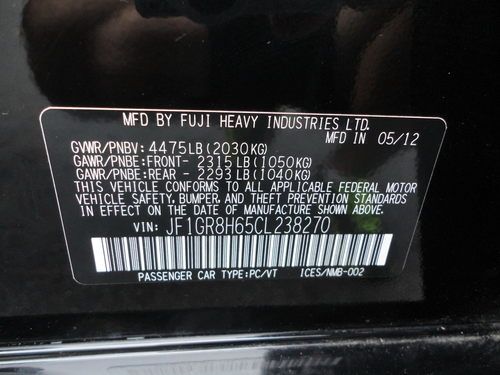 MFD BY FUJI HEAVY INDUSTRIES LTD.
GVWR/PNBV: 4475LB(2030KG) MFD IN 05/12
GAWR/PNBE:FRONT- 2315LB(1050KG)
GAWR/PNBE:REAR - 2293LB(1040KG)
THIS VEHICLE CONFORMS TO ALL APPLICABLE FEDERAL MOTOR
VEHICLE SAFETY, BUMPER, AND THEFT PREVENTION STANDARDS
IN EFFECT ON THE DATE OF MANUFACTURE SHOWN ABOVE.
VIN: JF1GR8H65CL238270
PASSENGER CAR TYPE:PC/VT ICES/NMB-002